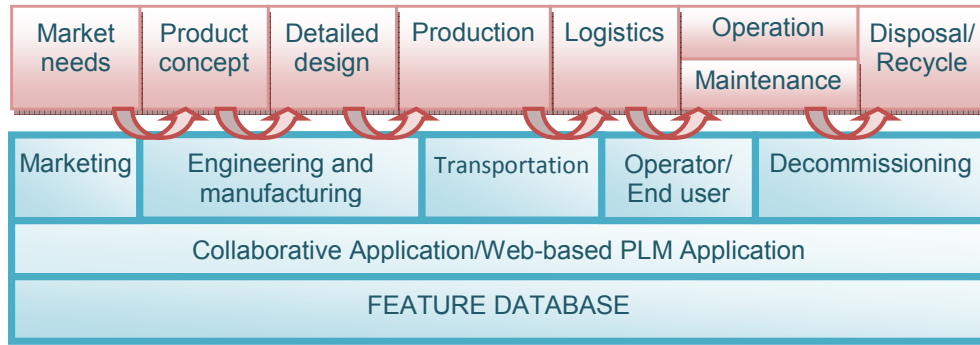 Market
needs
Product
concept
Detailed
design
Production
Logistics
Operation
Maintenance
Disposal/
Recycle
Marketing
Engineering and
manufacturing
Transportation
Operator/
End user
Decommissioning
Collaborative Application/Web-based PLM Application
FEATURE DATABASE